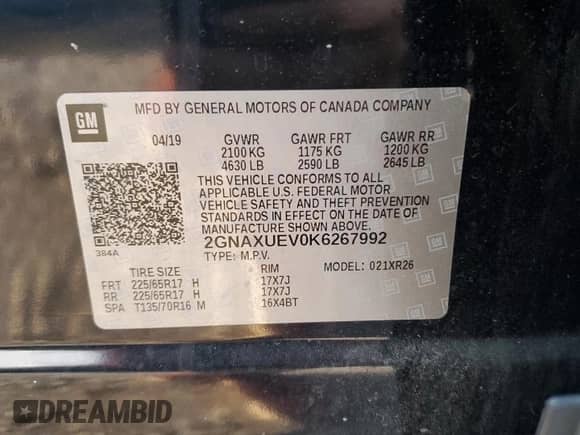 GM
MFD BY GENERAL MOTORS OF CANADA COMPANY
04/19 GVWR GAWR FRT GAWR RR
2100 KG 1175 KG 1200 KG
4630 LB 2590 LB 2645 LB
THIS VEHICLE CONFORMS TO ALL
APPLICABLE U.S. FEDERAL MOTOR
VEHICLE SAFETY AND THEFT PREVENTION
STANDARDS IN EFFECT ON THE DATE OF
MANUFACTURE SHOWN ABOVE.
2GNAXUEV0K6267992
384A
TYPE: M.P.V. MODEL: 021XR26
TIRE SIZE RIM
FRT 225/65R17 H 17X7J
RR 225/65R17 H 17X7J
SPA T135/70R16 M 16X4BT
DREAMBID